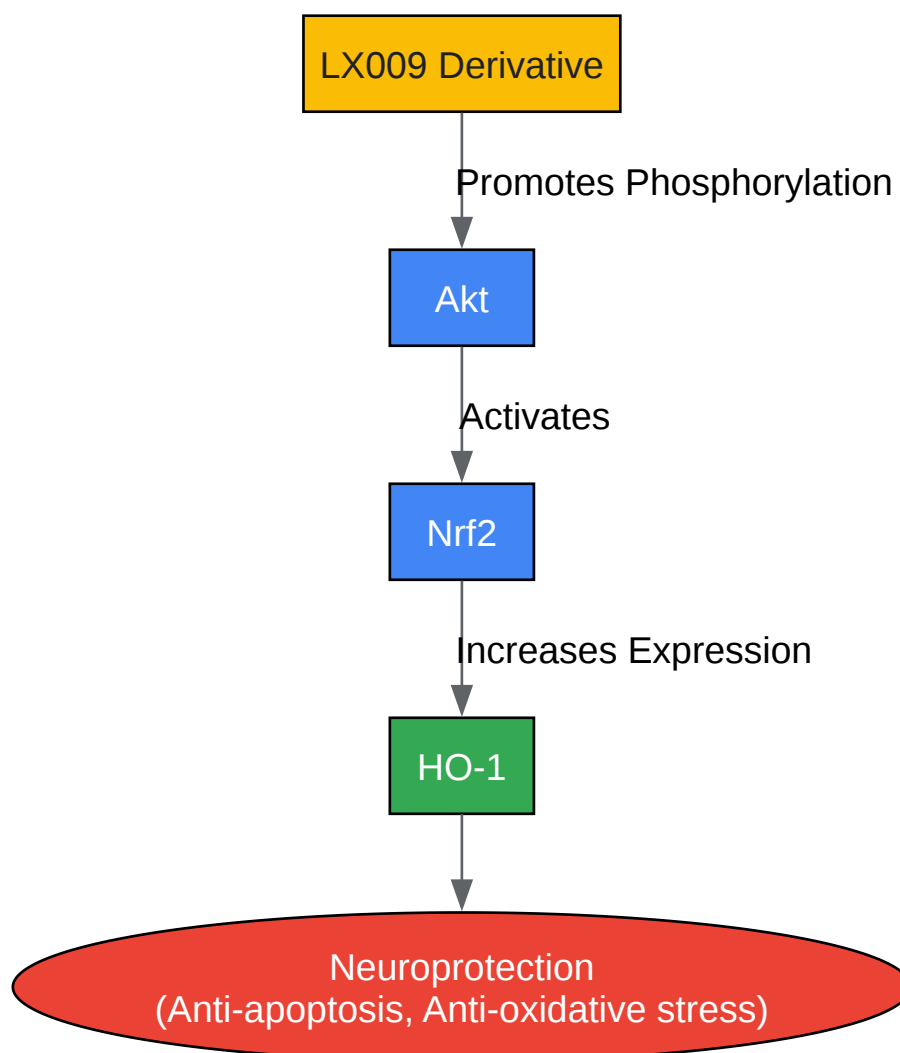 LX009 Derivative
Promotes Phosphorylation
Akt
Activates
Nrf2
Increases Expression
HO-1
Neuroprotection
(Anti-apoptosis, Anti-oxidative stress)